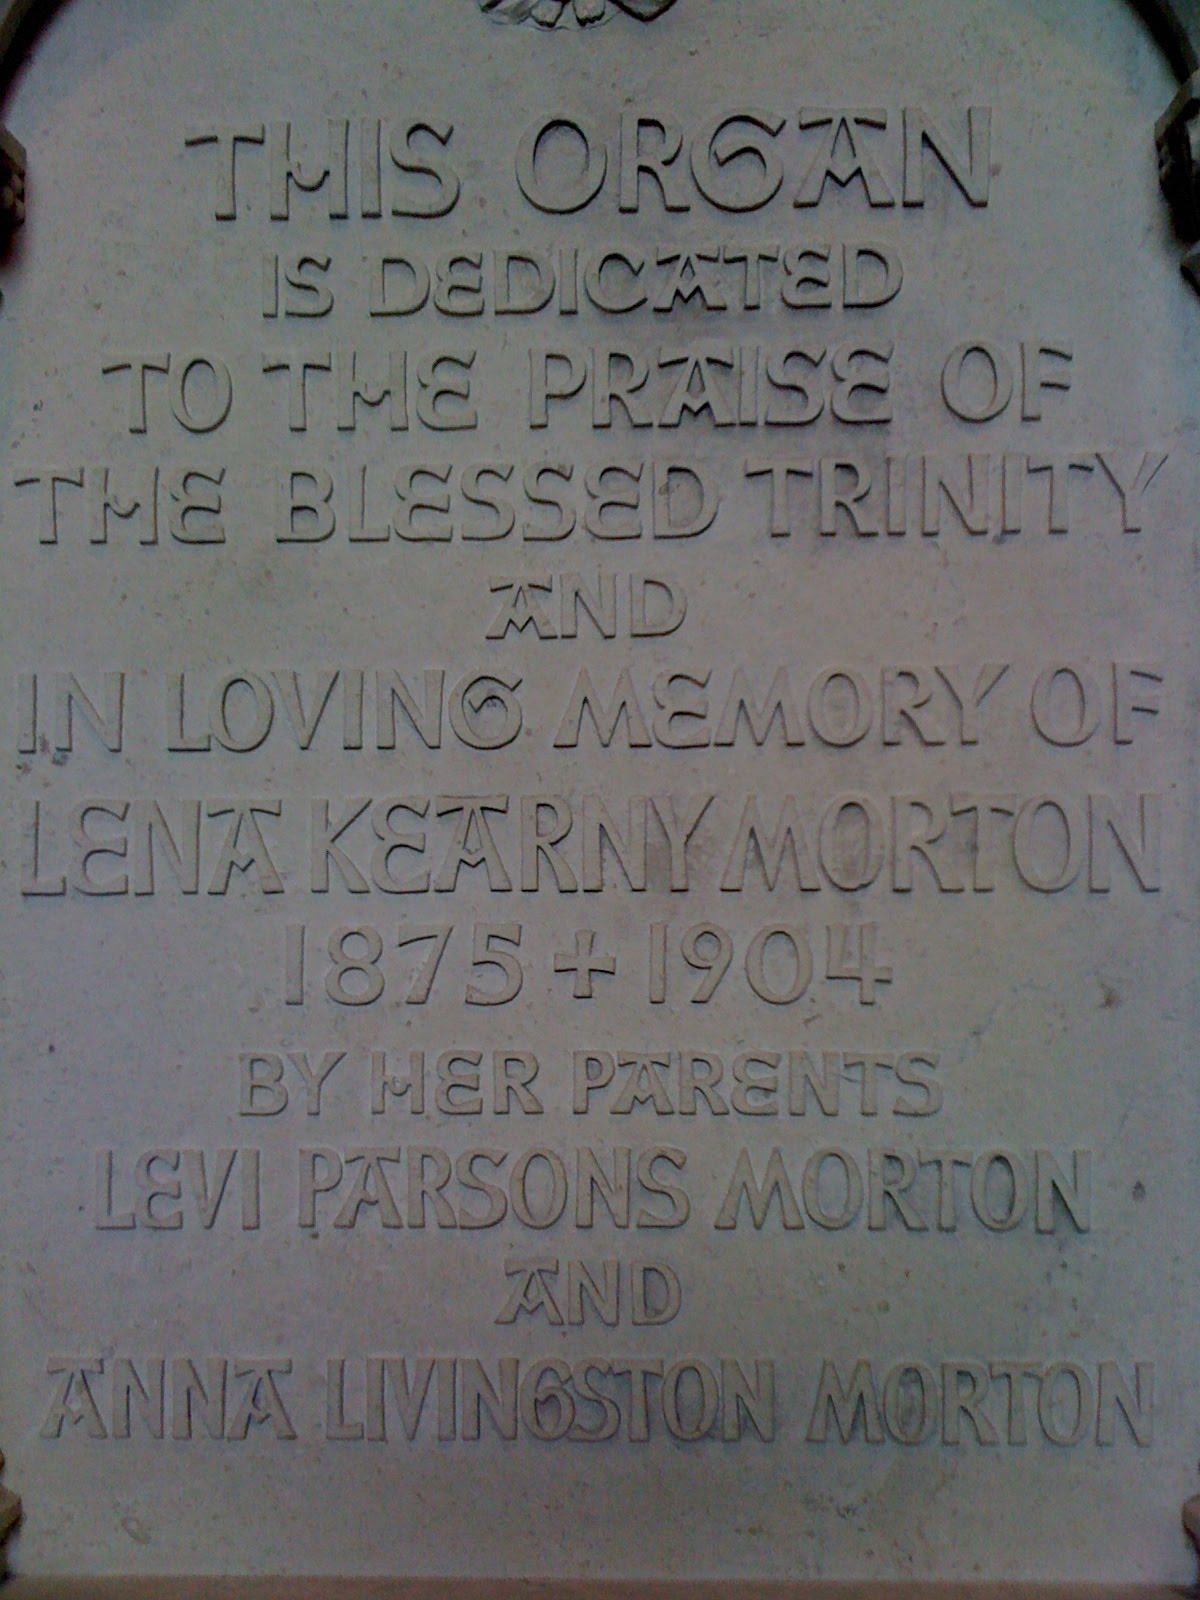 THIS ORGAN
IS DEDICATED
TO THE PRAISE OF
THE BLESSED TRINITY
AND
IN LOVING MEMORY OF
LENA KEARNY MORTON
1875 + 1904
BY HER PARENTS
LEVI PARSONS MORTON
AND
ANNA LIVINGSTON MORTON